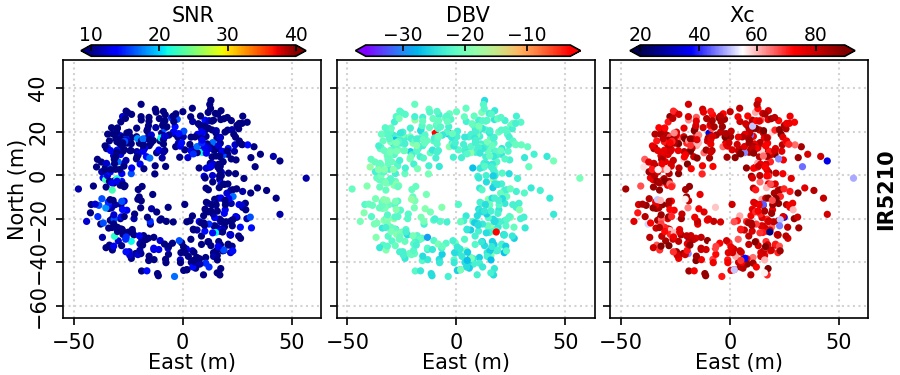 SNR DBV Xc
10 20 30 40 −30 −20 −10 20 40 60 80
North (m)
40
20
0
−20
−40
−60
−50 0 50 −50 0 50 −50 0 50
East (m) East (m) East (m)
IR5210